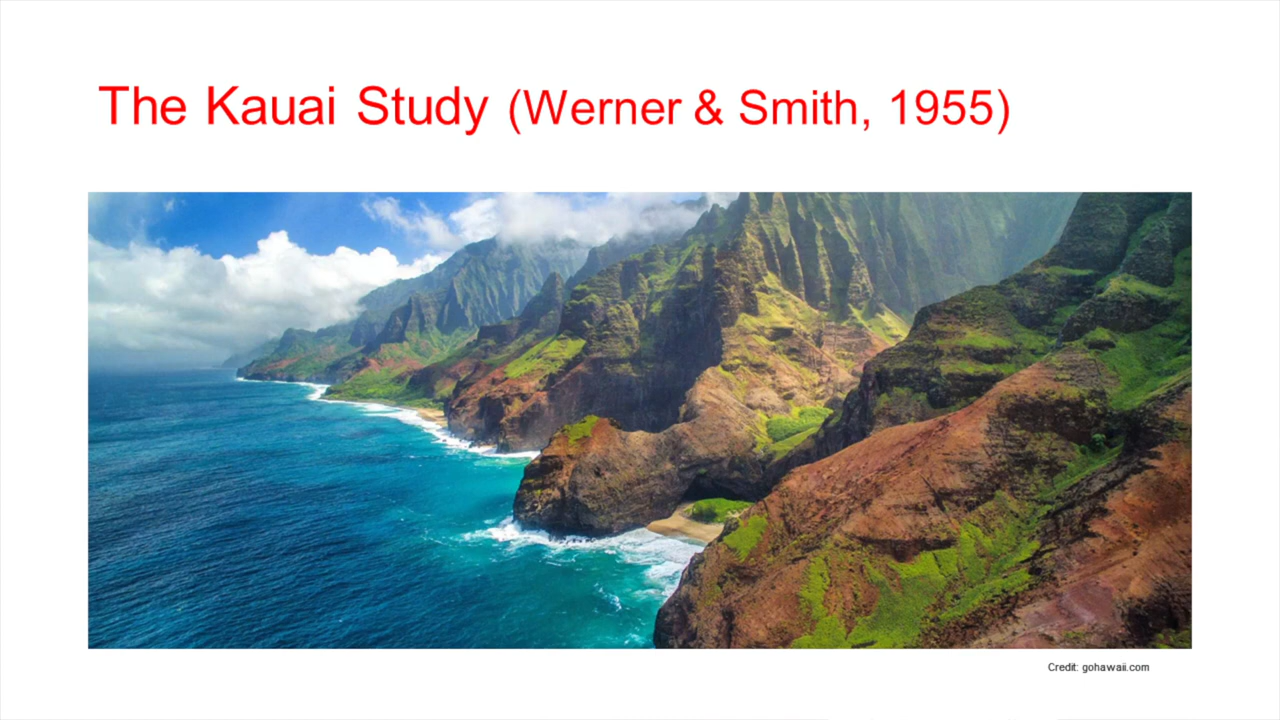 The Kauai Study (Werner & Smith, 1955)
Credit: gohawaii.com